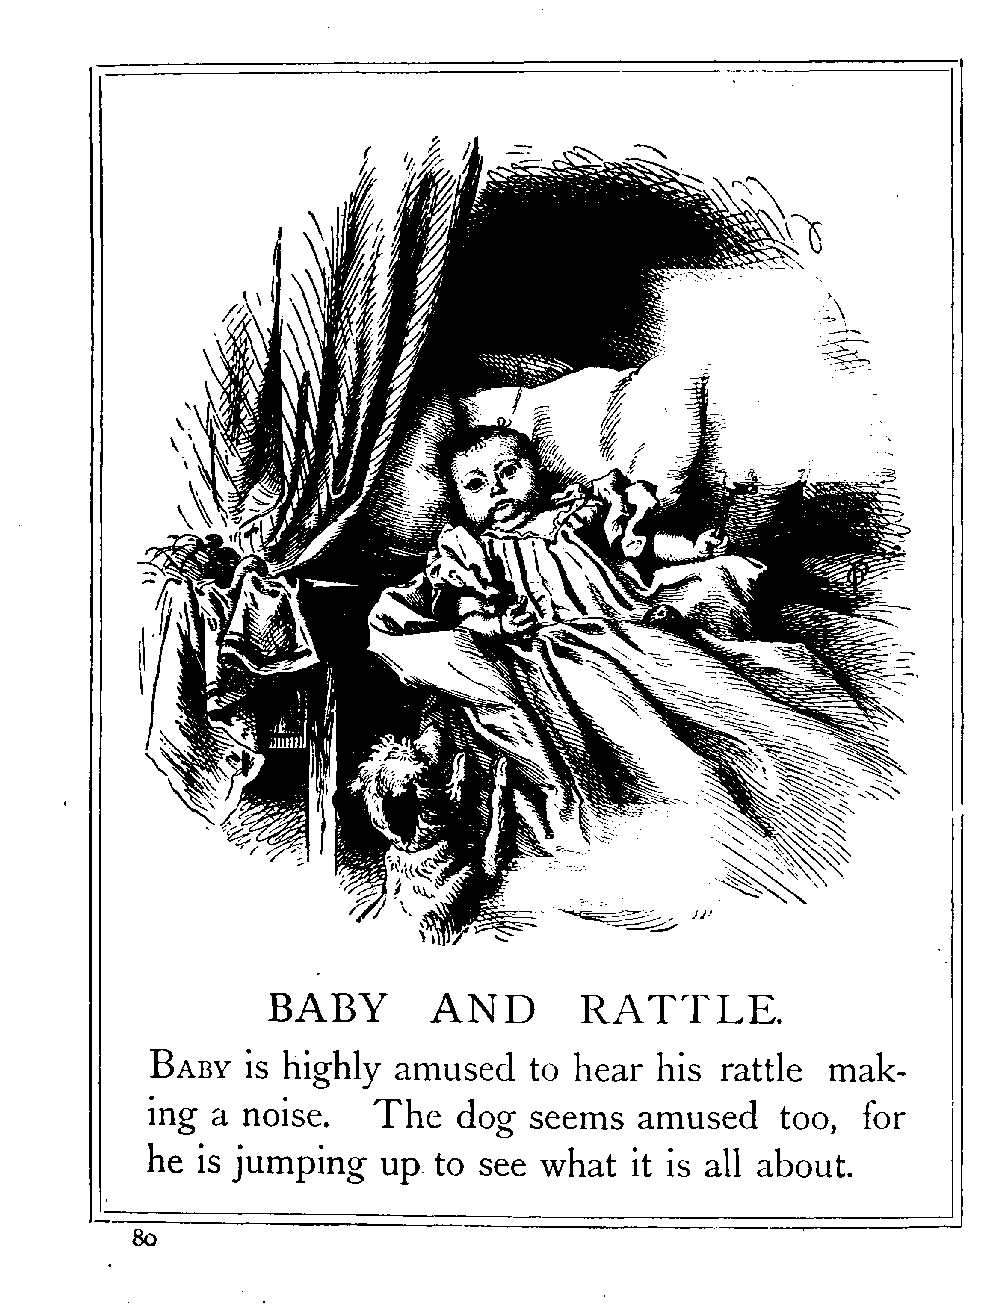 BABY AND RATTLE.
BABY is highly amused to hear his rattle mak-
ing a noise. The dog seems amused too, for
he is jumping up to see what it is all about.
80